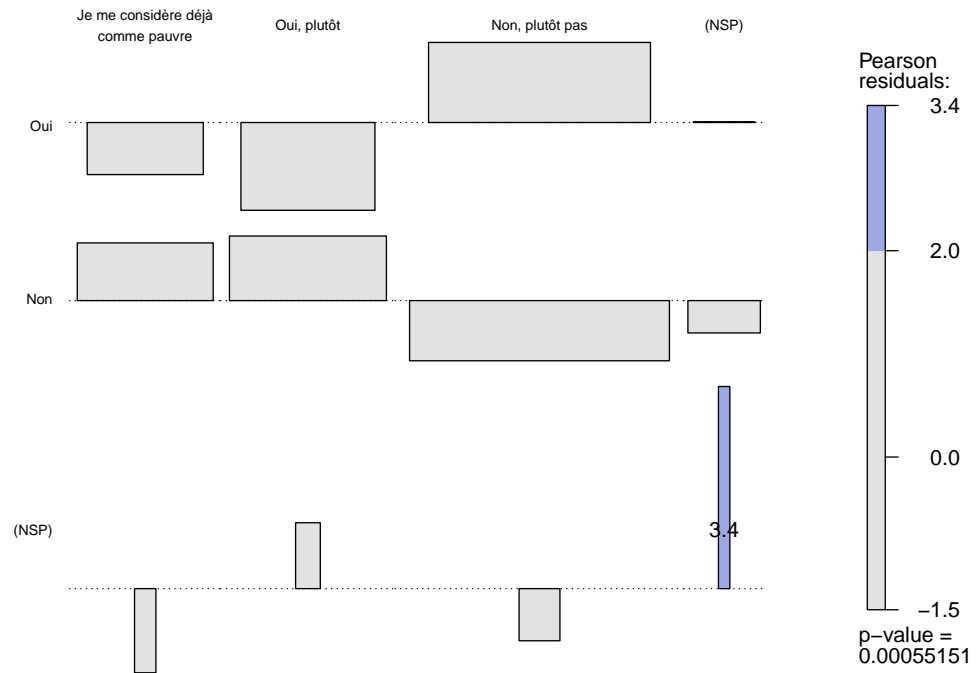 Je me considère déjà
comme pauvre
Oui, plutôt
Non, plutôt pas
(NSP)
Oui
Non
(NSP)
3.4
Pearson
residuals:
3.4
2.0
0.0
−1.5
p−value =
0.00055151